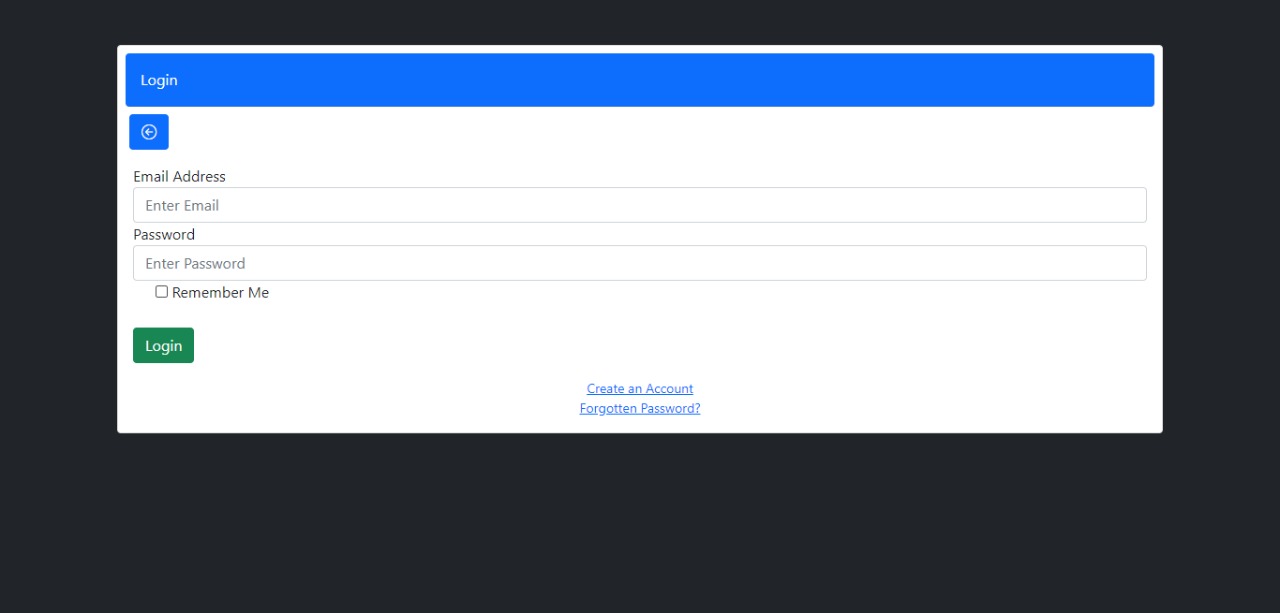 Login
Email Address
Enter Email
Password
Enter Password
Remember Me
Login
Create an Account
Forgotten Password?